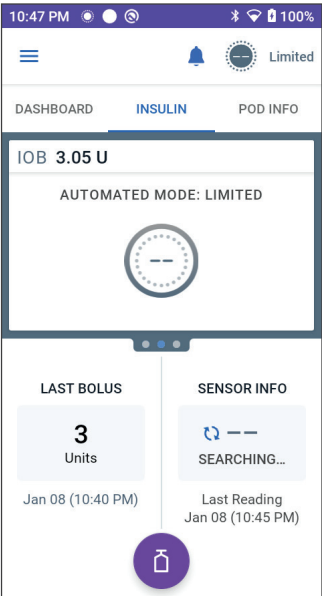 10:47 PM 100%
-- Limited
DASHBOARD INSULIN POD INFO
IOB 3.05 U
AUTOMATED MODE: LIMITED
--
LAST BOLUS
3
Units
Jan 08 (10:40 PM)
SENSOR INFO
--
SEARCHING...
Last Reading
Jan 08 (10:45 PM)